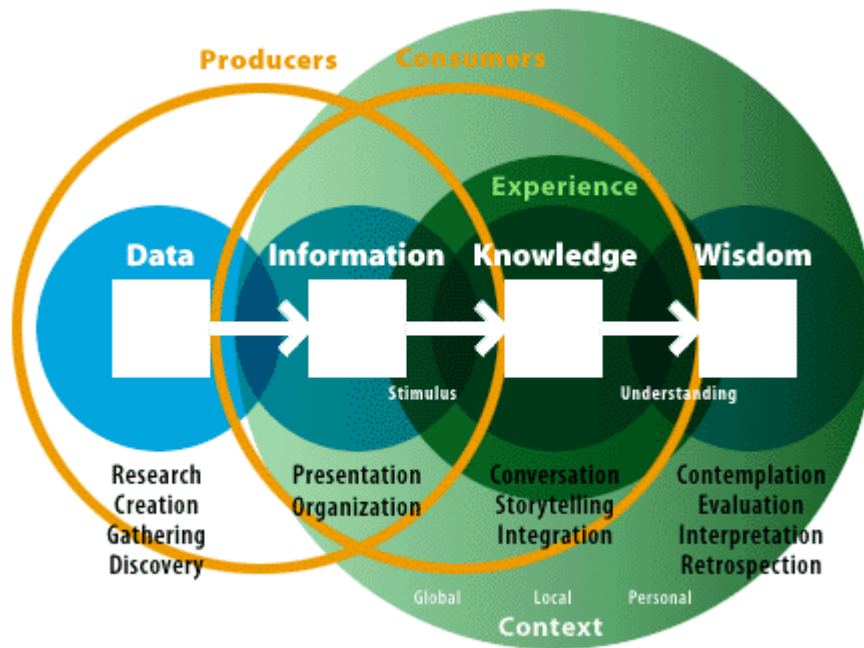 Producers
Consumers
Experience
Data
Information
Knowledge
Wisdom
Stimulus
Understanding
Research
Creation
Gathering
Discovery
Presentation
Organization
Conversation
Storytelling
Integration
Contemplation
Evaluation
Interpretation
Retrospection
Global
Local
Personal
Context